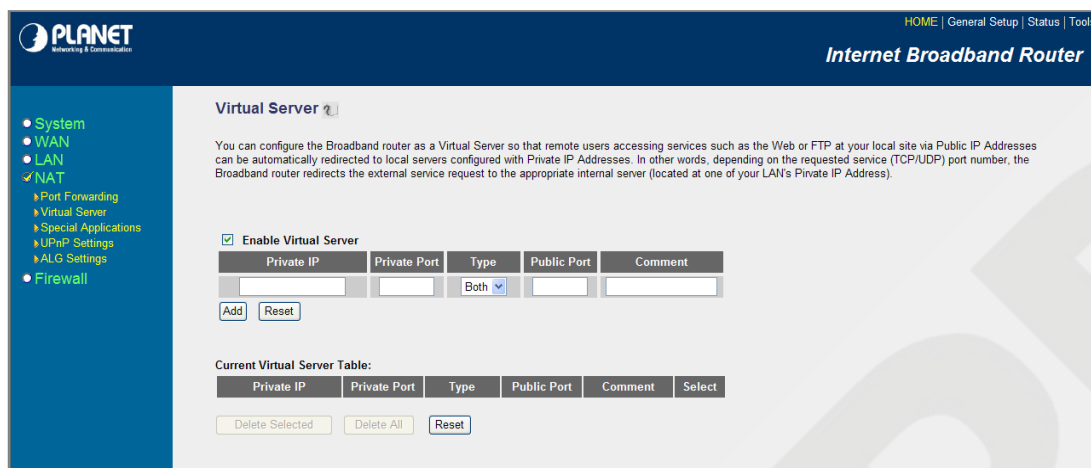 PLANET
Networking & Communication
HOME | General Setup | Status | Tools
Internet Broadband Router
System
WAN
LAN
NAT
Port Forwarding
Virtual Server
Special Applications
UPnP Settings
ALG Settings
Firewall
Virtual Server
You can configure the Broadband router as a Virtual Server so that remote users accessing services such as the Web or FTP at your local site via Public IP Addresses
can be automatically redirected to local servers configured with Private IP Addresses. In other words, depending on the requested service (TCP/UDP) port number, the
Broadband router redirects the external service request to the appropriate internal server (located at one of your LAN's Pirvate IP Address).
Enable Virtual Server
Private IP Private Port Type Public Port Comment
Both
Add Reset
Current Virtual Server Table:
Private IP Private Port Type Public Port Comment Select
Delete Selected Delete All Reset